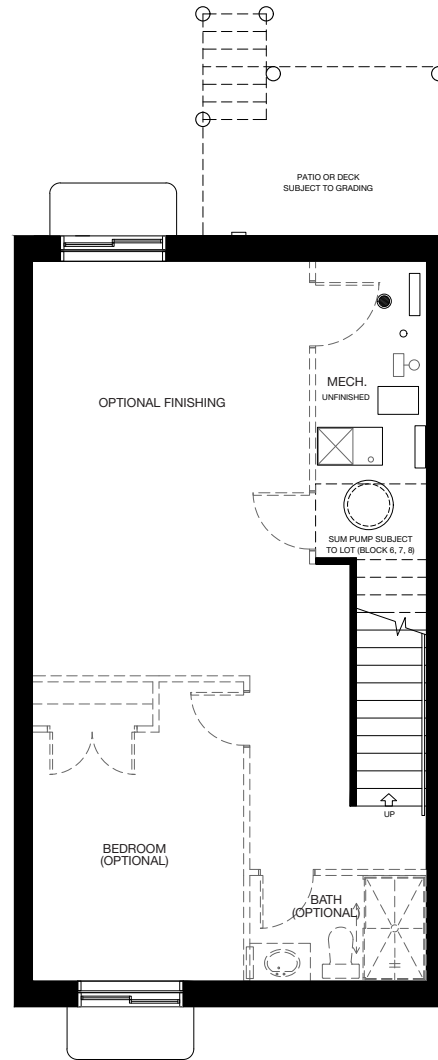 PATIO OR DECK
SUBJECT TO GRADING
OPTIONAL FINISHING
MECH.
UNFINISHED
SUM PUMP SUBJECT
TO LOT (BLOCK 6, 7, 8)
UP
BEDROOM
(OPTIONAL)
BATH
(OPTIONAL)